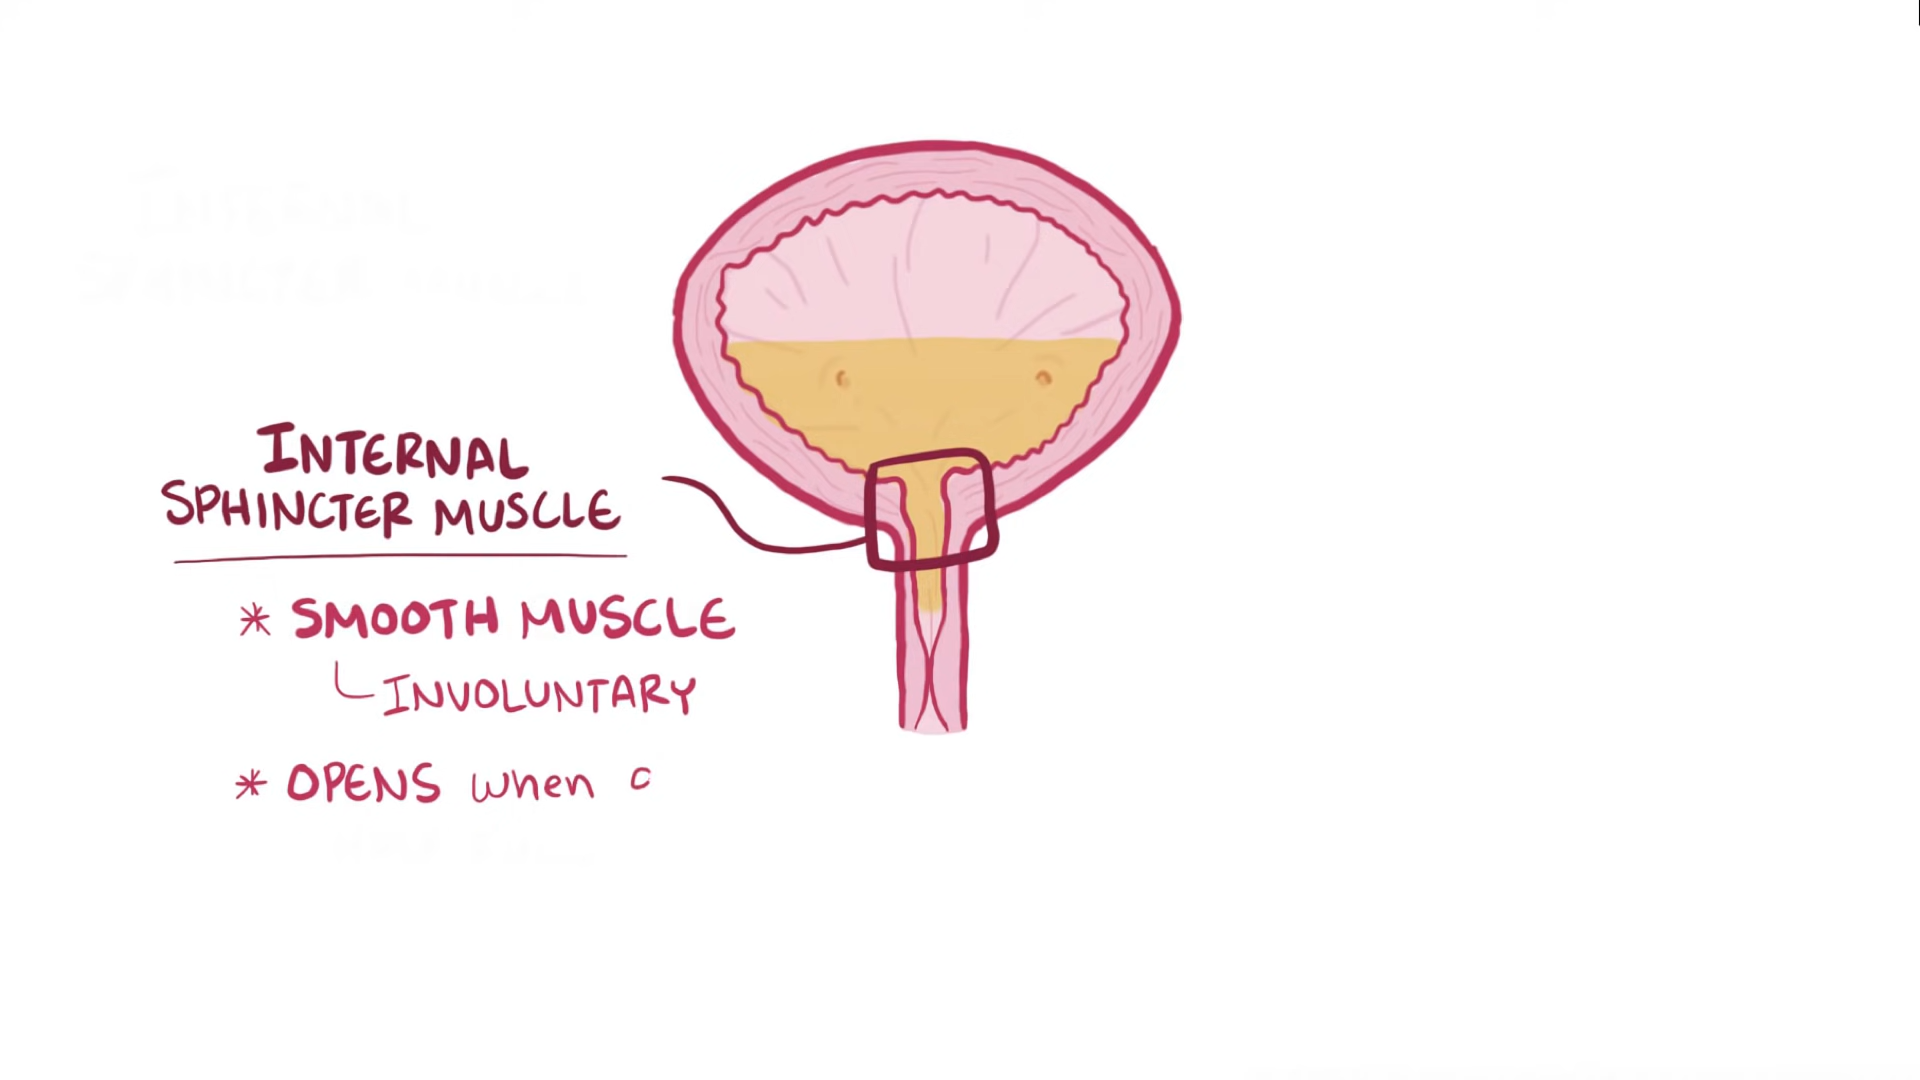 INTERNAL
SPHINCTER MUSCLE
* SMOOTH MUSCLE
INVOLUNTARY
* OPENS when